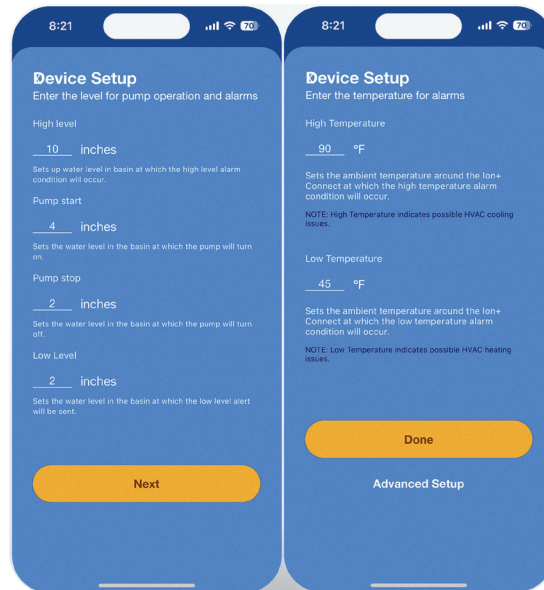 8:21
70
Device Setup
Enter the level for pump operation and alarms
High level
10 inches
Sets up water level in basin at which the high level alarm
condition will occur.
Pump start
4 inches
Sets the water level in the basin at which the pump will turn
on.
Pump stop
2 inches
Sets the water level in the basin at which the pump will turn
off.
Low Level
2 inches
Sets the water level in the basin at which the low level alert
will be sent.
Next
8:21
70
Device Setup
Enter the temperature for alarms
High Temperature
90 °F
Sets the ambient temperature around the Ion+
Connect at which the high temperature alarm
condition will occur.
NOTE: High Temperature indicates possible HVAC cooling
issues.
Low Temperature
45 °F
Sets the ambient temperature around the Ion+
Connect at which the low temperature alarm
condition will occur.
NOTE: Low Temperature indicates possible HVAC heating
issues.
Done
Advanced Setup